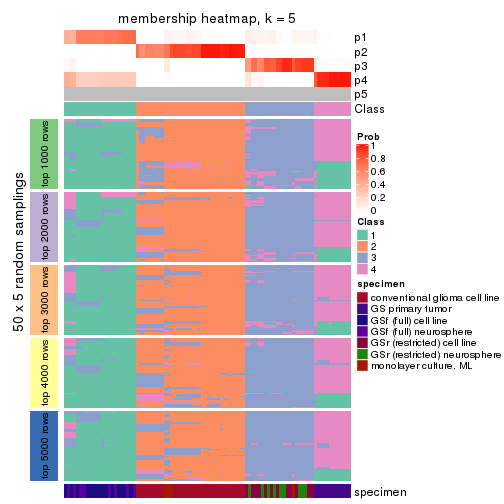 membership heatmap, k = 5
p1
p2
p3
p4
p5
Class
50 x 5 random samplings
top 1000 rows
top 2000 rows
top 3000 rows
top 4000 rows
top 5000 rows
Prob
1
0.8
0.6
0.4
0.2
0
Class
1
2
3
4
specimen
conventional glioma cell line
GS primary tumor
GSf (full) cell line
GSf (full) neurosphere
GSr (restricted) cell line
GSr (restricted) neurosphere
monolayer culture. ML
specimen